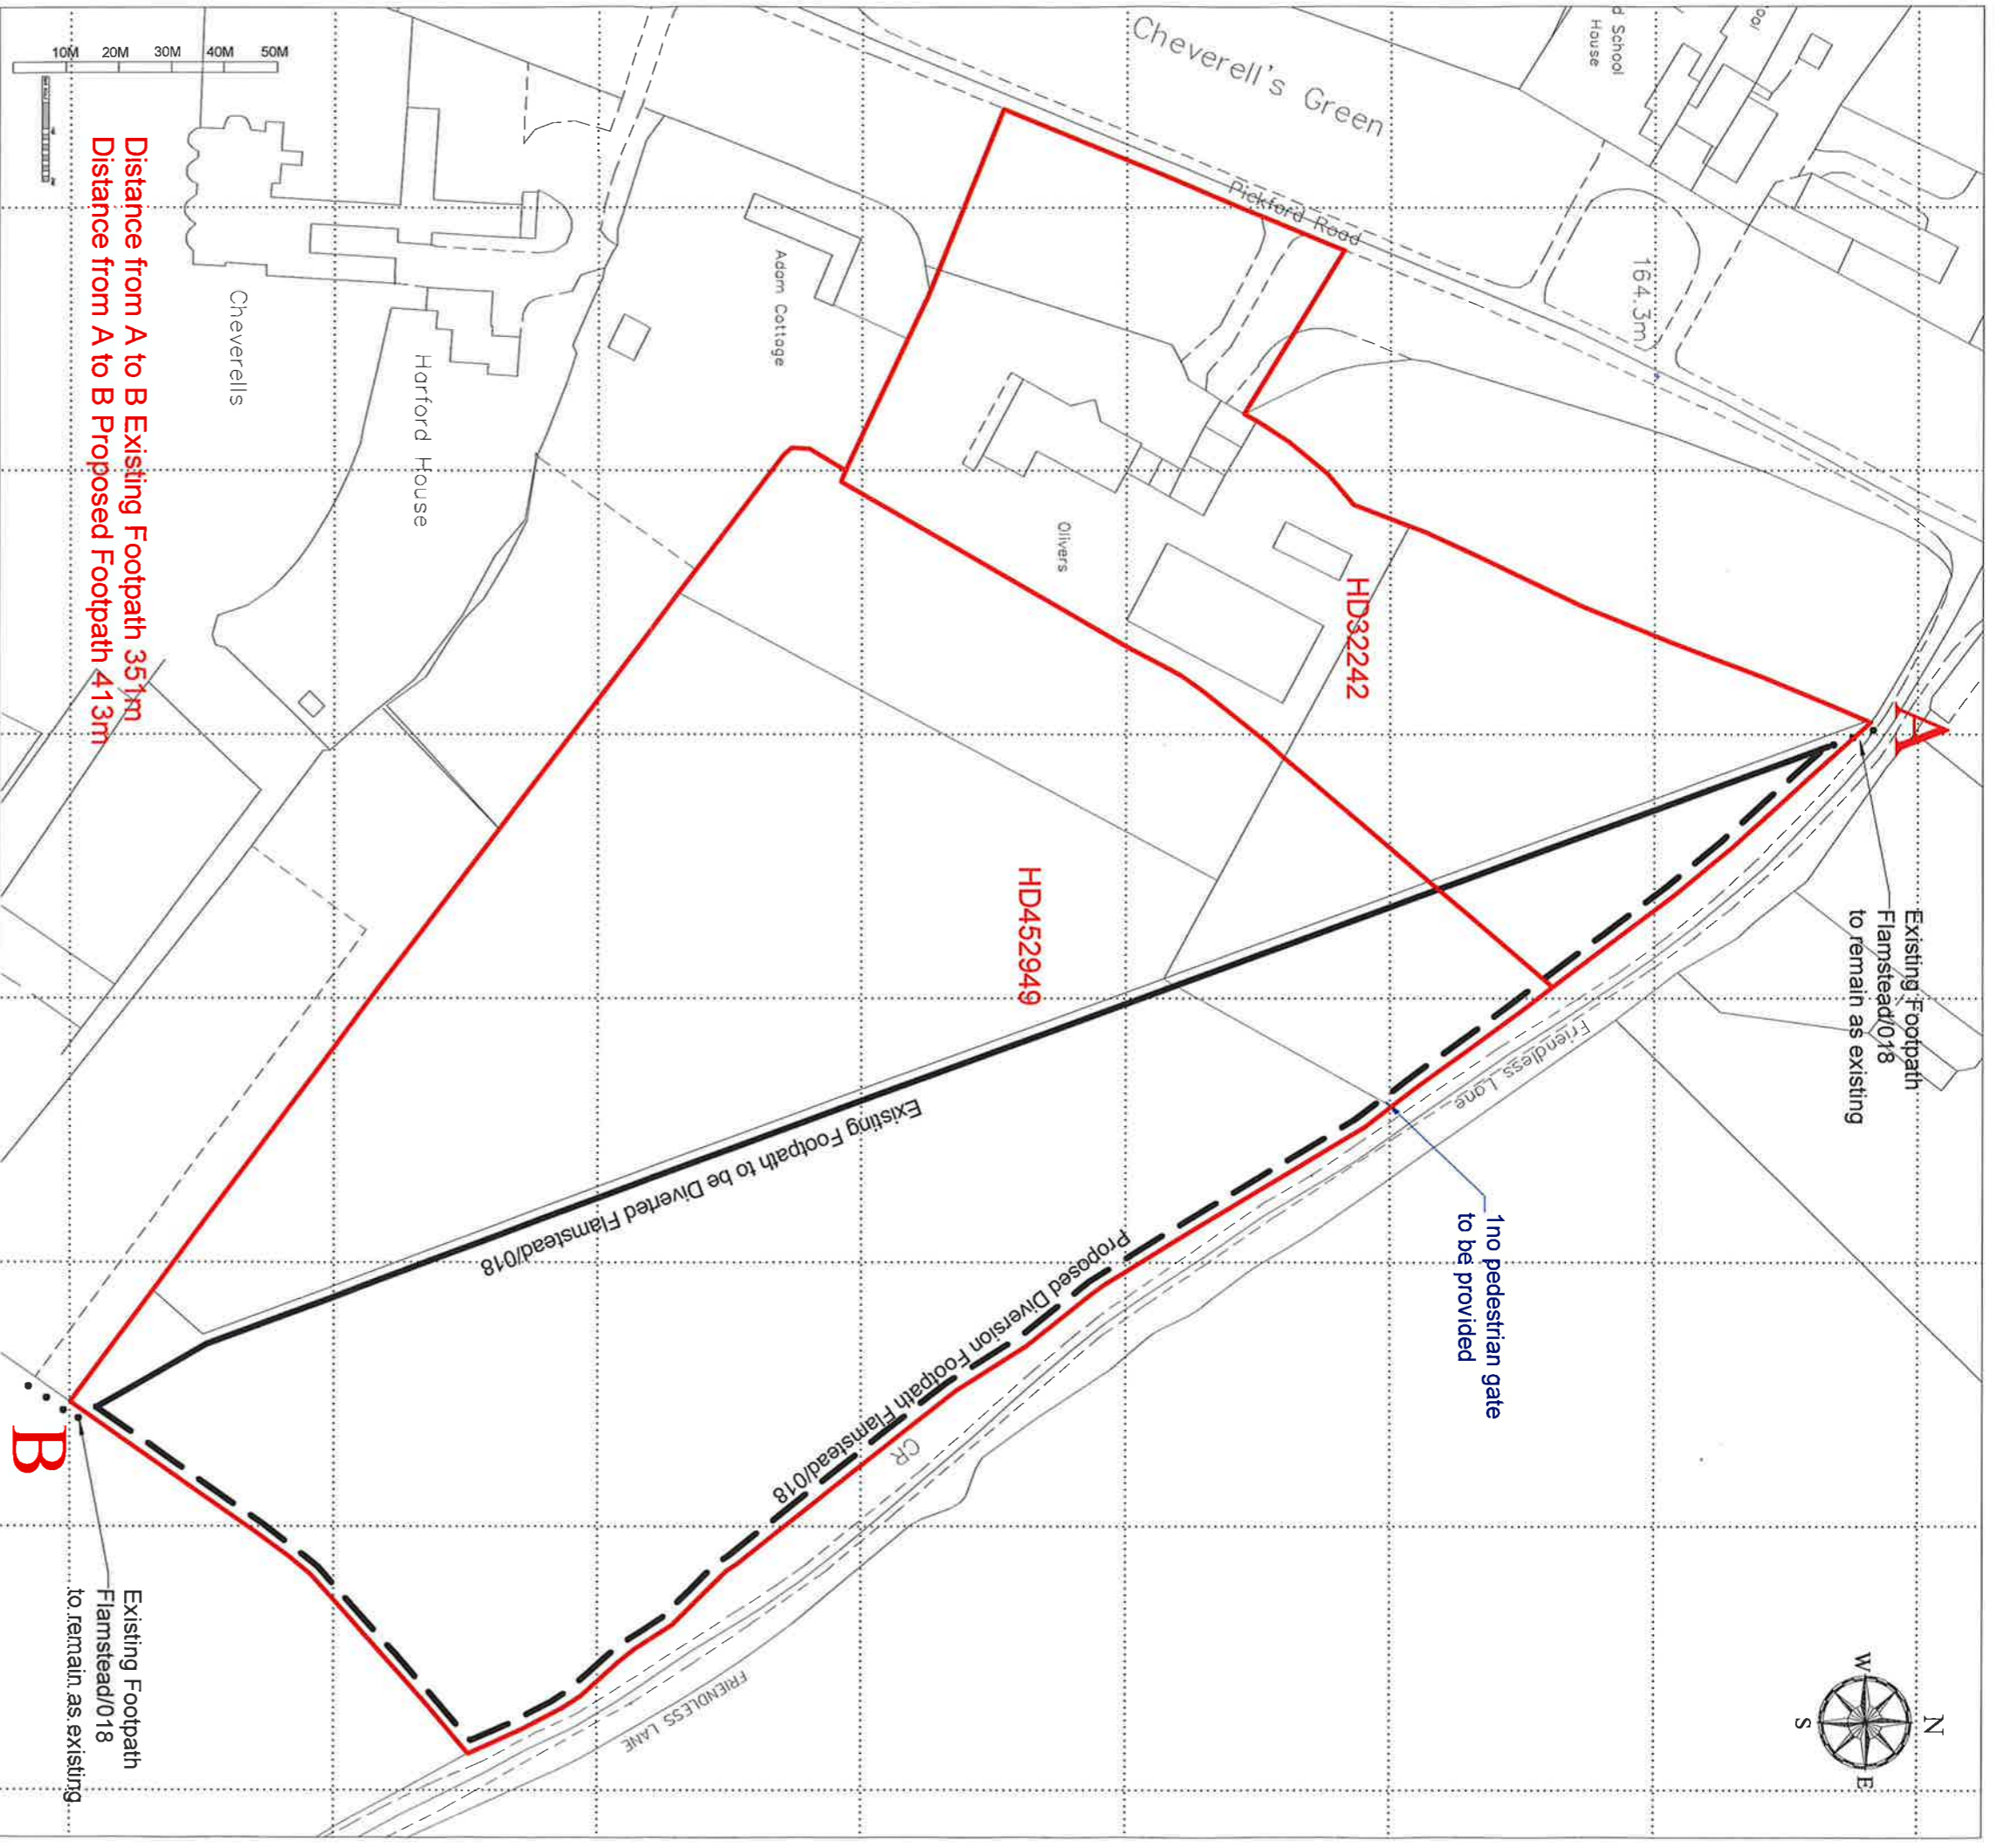 Existing Footpath
Flamstead/018
to remain as existing
A
N
W
E
S
1no pedestrian gate
to be provided
Friendless Lane
CR
FRIENDLESS LANE
Proposed Diversion Footpath Flamstead/018
Existing Footpath to be Diverted Flamstead/018
HD32242
HD452949
School
House
164.3m
Cheverell's Green
Pickford Road
Olivers
Adam Cottage
Harford House
Cheverells
10M 20M 30M 40M 50M
Distance from A to B Existing Footpath 351m
Distance from A to B Proposed Footpath 413m
B
Existing Footpath
Flamstead/018
to remain as existing